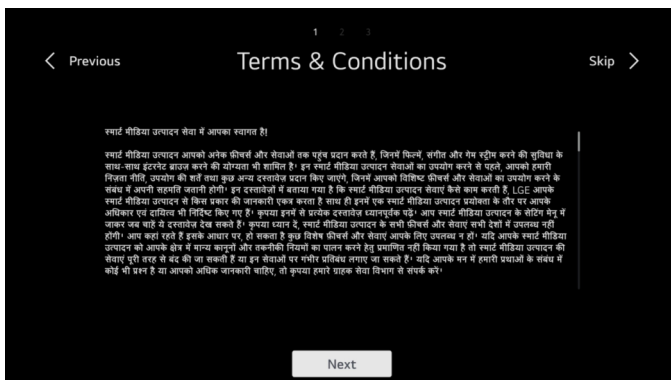 1 2 3
Previous
Terms & Conditions
Skip
स्मार्ट मीडिया उत्पादन सेवा में आपका स्वागत है!
स्मार्ट मीडिया उत्पादन आपको अनेक फ़ीचर्स और सेवाओं तक पहुंच प्रदान करते हैं, जिनमें फिल्में, संगीत और गेम स्ट्रीम करने की सुविधा के
साथ-साथ इंटरनेट ब्राउज करने की योग्यता भी शामिल है' इन स्मार्ट मीडिया उत्पादन सेवाओं का उपयोग करने से पहले, आपको हमारी
निजता नीति, उपयोग की शर्तें तथा कुछ अन्य दस्तावेज़ प्रदान किए जाएंगे, जिनमें आपको विशिष्ट फ़ीचर्स और सेवाओं का उपयोग करने के
संबंध में अपनी सहमति जतानी होगी' इन दस्तावेज़ों में बताया गया है कि स्मार्ट मीडिया उत्पादन सेवाएं कैसे काम करती हैं, LGE आपके
स्मार्ट मीडिया उत्पादन से किस प्रकार की जानकारी एकत्र करता है साथ ही इनमें एक स्मार्ट मीडिया उत्पादन प्रयोक्ता के तौर पर आपके
अधिकार एवं दायित्व भी निर्दिष्ट किए गए हैं' कृपया इनमें से प्रत्येक दस्तावेज़ ध्यानपूर्वक पढ़ें' आप स्मार्ट मीडिया उत्पादन के सेटिंग मेनू में
जाकर जब चाहें ये दस्तावेज़ देख सकते हैं' कृपया ध्यान दें, स्मार्ट मीडिया उत्पादन के सभी फ़ीचर्स और सेवाएं सभी देशों में उपलब्ध नहीं
होंगी' आप कहां रहते हैं इसके आधार पर, हो सकता है कुछ विशेष फ़ीचर्स और सेवाएं आपके लिए उपलब्ध न हों' यदि आपके स्मार्ट मीडिया
उत्पादन को आपके क्षेत्र में मान्य कानूनों और तकनीकी नियमों का पालन करने हेतु प्रमाणित नहीं किया गया है तो स्मार्ट मीडिया उत्पादन की
सेवाएं पूरी तरह से बंद की जा सकती हैं या इन सेवाओं पर गंभीर प्रतिबंध लगाए जा सकते हैं' यदि आपके मन में हमारी प्रथाओं के संबंध में
कोई भी प्रश्न है या आपको अधिक जानकारी चाहिए, तो कृपया हमारे ग्राहक सेवा विभाग से संपर्क करें'
Next